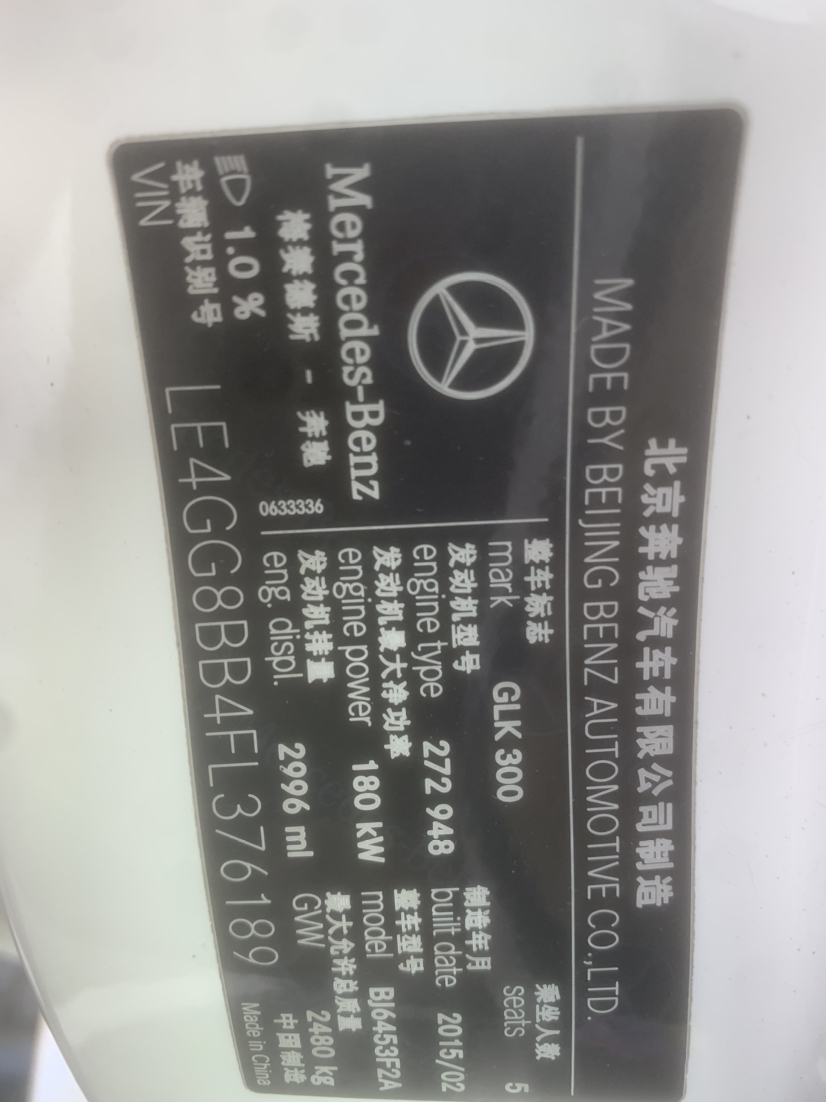 北京奔驰汽车有限公司制造
MADE BY BEIJING BENZ AUTOMOTIVE CO.,LTD.
Mercedes-Benz
梅赛德斯 - 奔驰
0633336
整车标志
mark GLK 300
乘坐人数
seats 5
发动机型号
engine type 272 948
制造年月
built date 2015/02
发动机最大净功率
engine power 180 kW
整车型号
model BJ6453F2A
发动机排量
eng. displ. 2996 ml
最大允许总质量
GVW 2480 kg
1.0 %
车辆识别号
VIN LE4GG8BB4FL376189
中国制造
Made in China